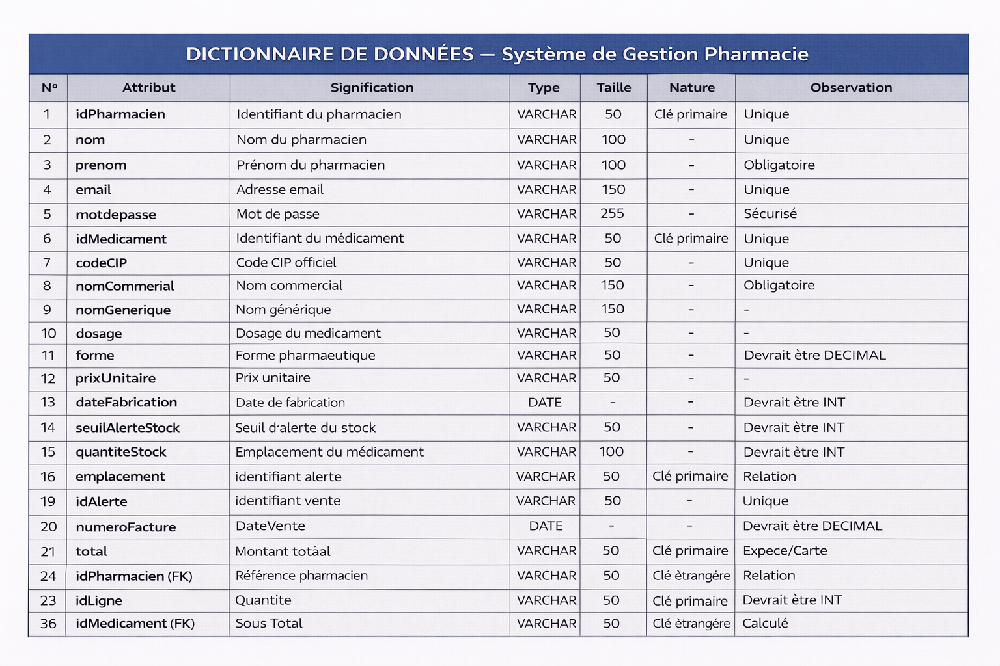 DICTIONNAIRE DE DONNÉES — Système de Gestion Pharmacie
Nº Attribut Signification Type Taille Nature Observation
1 idPharmacien Identifiant du pharmacien VARCHAR 50 Clé primaire Unique
2 nom Nom du pharmacien VARCHAR 100 - Unique
3 prenom Prénom du pharmacien VARCHAR 100 - Obligatoire
4 email Adresse email VARCHAR 150 - Unique
5 motdepasse Mot de passe VARCHAR 255 - Sécurisé
6 idMedicament Identifiant du médicament VARCHAR 50 Clé primaire Unique
7 codeCIP Code CIP officiel VARCHAR 50 - Unique
8 nomCommerial Nom commercial VARCHAR 150 - Obligatoire
9 nomGenerique Nom générique VARCHAR 150 - -
10 dosage Dosage du medicament VARCHAR 50 - -
11 forme Forme pharmaeutique VARCHAR 50 - Devrait ètre DECIMAL
12 prixUnitaire Prix unitaire VARCHAR 50 - -
13 dateFabrication Date de fabrication DATE - - Devrait ètre INT
14 seuilAlerteStock Seuil d'alerte du stock VARCHAR 50 - Devrait ètre INT
15 quantiteStock Emplacement du médicament VARCHAR 100 - Devrait ètre INT
16 emplacement identifiant alerte VARCHAR 50 Clé primaire Relation
19 idAlerte identifiant vente VARCHAR 50 - Unique
20 numeroFacture DateVente DATE - - Devrait ètre DECIMAL
21 total Montant totáal VARCHAR 50 Clé primaire Expece/Carte
24 idPharmacien (FK) Référence pharmacien VARCHAR 50 Clé ètrangére Relation
23 idLigne Quantite VARCHAR 50 Clé primaire Devrait ètre INT
36 idMedicament (FK) Sous Total VARCHAR 50 Clé ètrangére Calculé